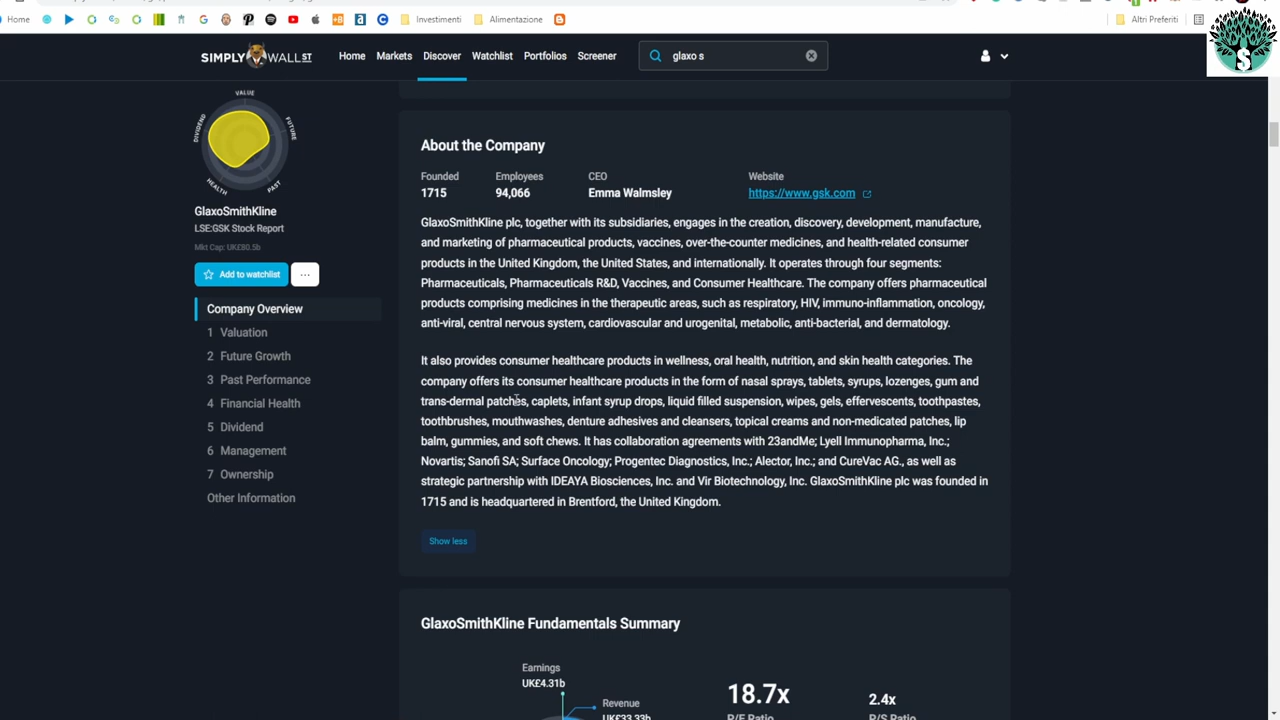 Home
Investimenti
Alimentazione
Altri Preferiti
SIMPLY WALL ST
Home Markets Discover Watchlist Portfolios Screener
glaxo s
VALUE
FUTURE
PAST
HEALTH
DIVIDEND
GlaxoSmithKline
LSE:GSK Stock Report
Mkt Cap: UK£80.5b
Add to watchlist
...
Company Overview
1 Valuation
2 Future Growth
3 Past Performance
4 Financial Health
5 Dividend
6 Management
7 Ownership
Other Information
About the Company
Founded Employees CEO Website
1715 94,066 Emma Walmsley https://www.gsk.com
GlaxoSmithKline plc, together with its subsidiaries, engages in the creation, discovery, development, manufacture,
and marketing of pharmaceutical products, vaccines, over-the-counter medicines, and health-related consumer
products in the United Kingdom, the United States, and internationally. It operates through four segments:
Pharmaceuticals, Pharmaceuticals R&D, Vaccines, and Consumer Healthcare. The company offers pharmaceutical
products comprising medicines in the therapeutic areas, such as respiratory, HIV, immuno-inflammation, oncology,
anti-viral, central nervous system, cardiovascular and urogenital, metabolic, anti-bacterial, and dermatology.
It also provides consumer healthcare products in wellness, oral health, nutrition, and skin health categories. The
company offers its consumer healthcare products in the form of nasal sprays, tablets, syrups, lozenges, gum and
trans-dermal patches, caplets, infant syrup drops, liquid filled suspension, wipes, gels, effervescents, toothpastes,
toothbrushes, mouthwashes, denture adhesives and cleansers, topical creams and non-medicated patches, lip
balm, gummies, and soft chews. It has collaboration agreements with 23andMe; Lyell Immunopharma, Inc.;
Novartis; Sanofi SA; Surface Oncology; Progentec Diagnostics, Inc.; Alector, Inc.; and CureVac AG., as well as
strategic partnership with IDEAYA Biosciences, Inc. and Vir Biotechnology, Inc. GlaxoSmithKline plc was founded in
1715 and is headquartered in Brentford, the United Kingdom.
Show less
GlaxoSmithKline Fundamentals Summary
Earnings
UK£4.31b
Revenue
UK£33.33b
18.7x
P/E Ratio
2.4x
P/S Ratio